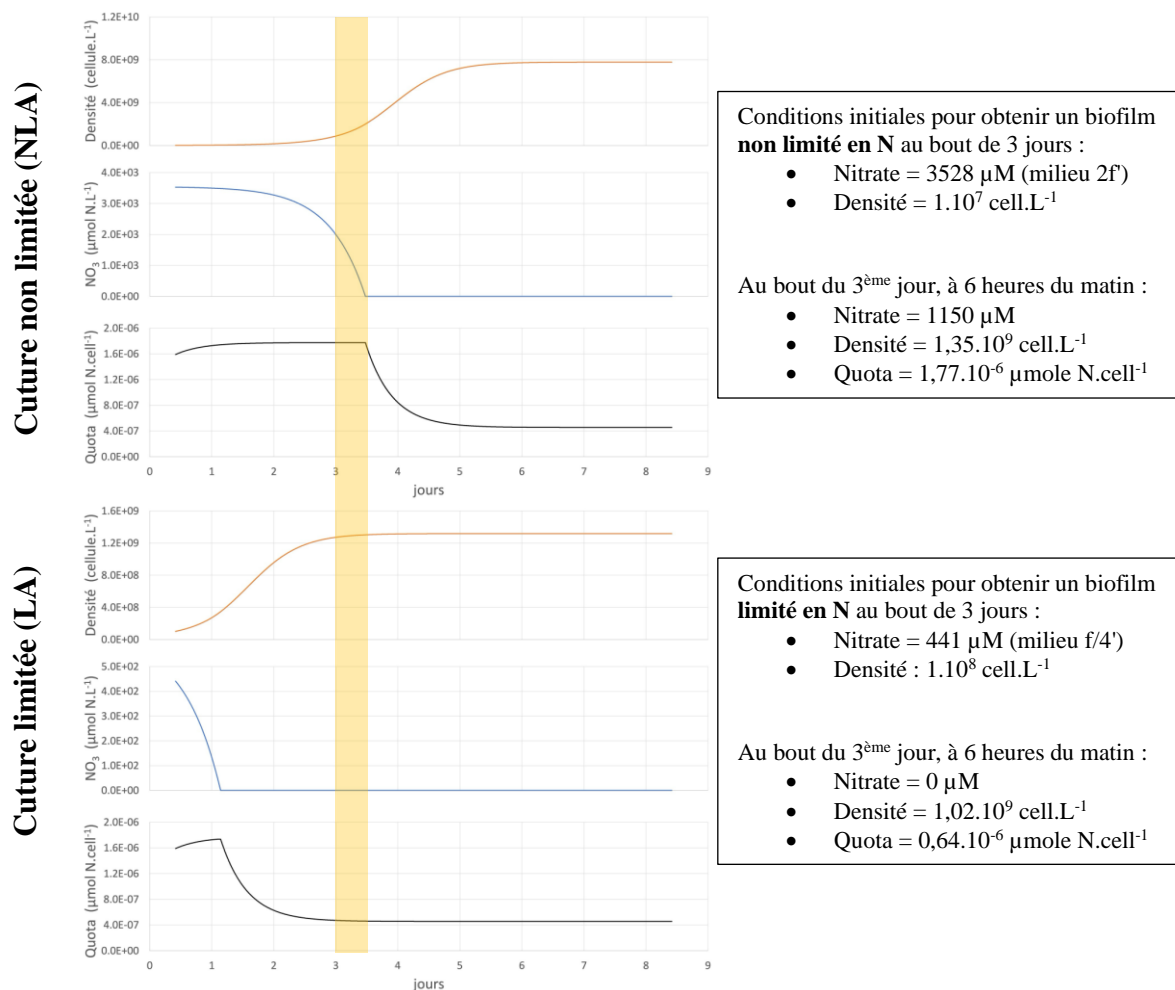 Cuture non limitée (NLA)
Densité (cellule.L⁻¹)
1.2E+10
8.0E+09
4.0E+09
0.0E+00
NO₃ (µmol N.L⁻¹)
4.0E+03
3.0E+03
2.0E+03
1.0E+03
0.0E+00
Quota (µmol N.cell⁻¹)
2.0E-06
1.6E-06
1.2E-06
8.0E-07
4.0E-07
0.0E+00
0 1 2 3 4 5 6 7 8 9
jours
Conditions initiales pour obtenir un biofilm
non limité en N au bout de 3 jours :
• Nitrate = 3528 µM (milieu 2f')
• Densité = 1.10⁷ cell.L⁻¹
Au bout du 3ème jour, à 6 heures du matin :
• Nitrate = 1150 µM
• Densité = 1,35.10⁹ cell.L⁻¹
• Quota = 1,77.10⁻⁶ µmole N.cell⁻¹
Cuture limitée (LA)
Densité (cellule.L⁻¹)
1.6E+09
1.2E+09
8.0E+08
4.0E+08
0.0E+00
NO₃ (µmol N.L⁻¹)
5.0E+02
4.0E+02
3.0E+02
2.0E+02
1.0E+02
0.0E+00
Quota (µmol N.cell⁻¹)
2.0E-06
1.6E-06
1.2E-06
8.0E-07
4.0E-07
0.0E+00
0 1 2 3 4 5 6 7 8 9
jours
Conditions initiales pour obtenir un biofilm
limité en N au bout de 3 jours :
• Nitrate = 441 µM (milieu f/4')
• Densité : 1.10⁸ cell.L⁻¹
Au bout du 3ème jour, à 6 heures du matin :
• Nitrate = 0 µM
• Densité = 1,02.10⁹ cell.L⁻¹
• Quota = 0,64.10⁻⁶ µmole N.cell⁻¹